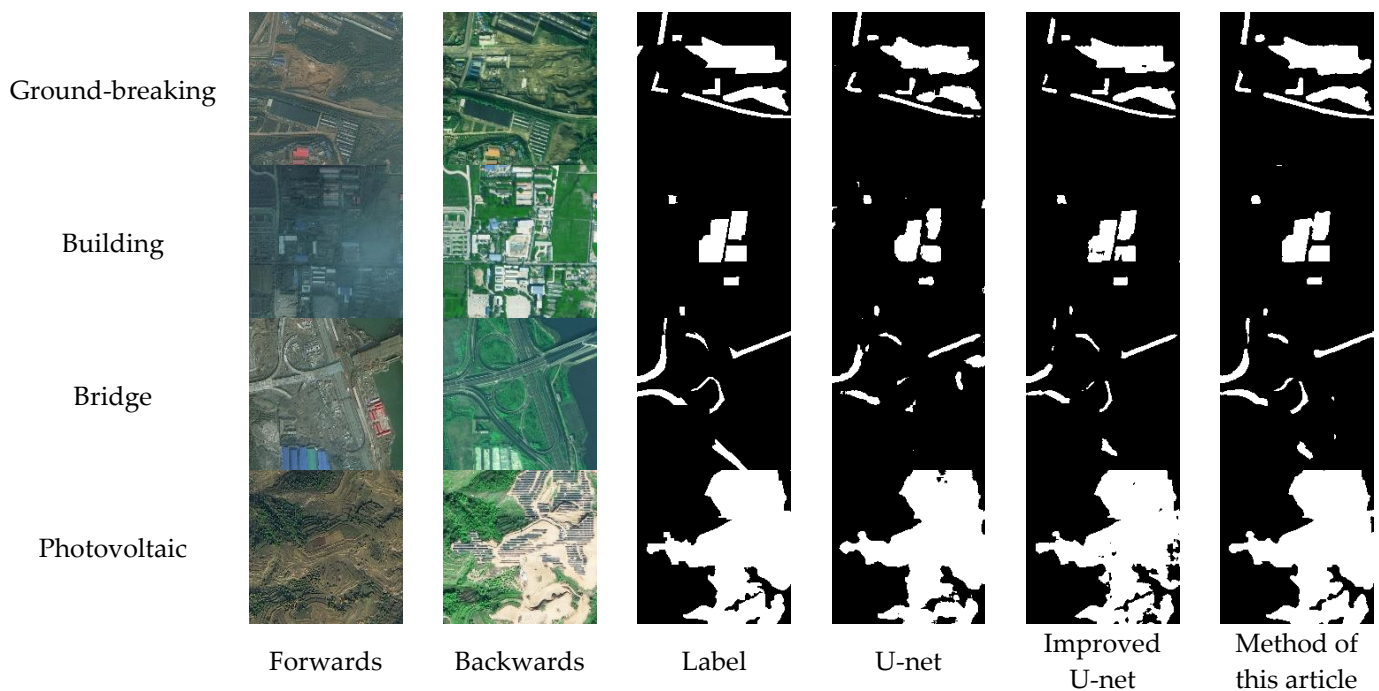 Ground-breaking
Building
Bridge
Photovoltaic
Forwards
Backwards
Label
U-net
Improved
U-net
Method of
this article